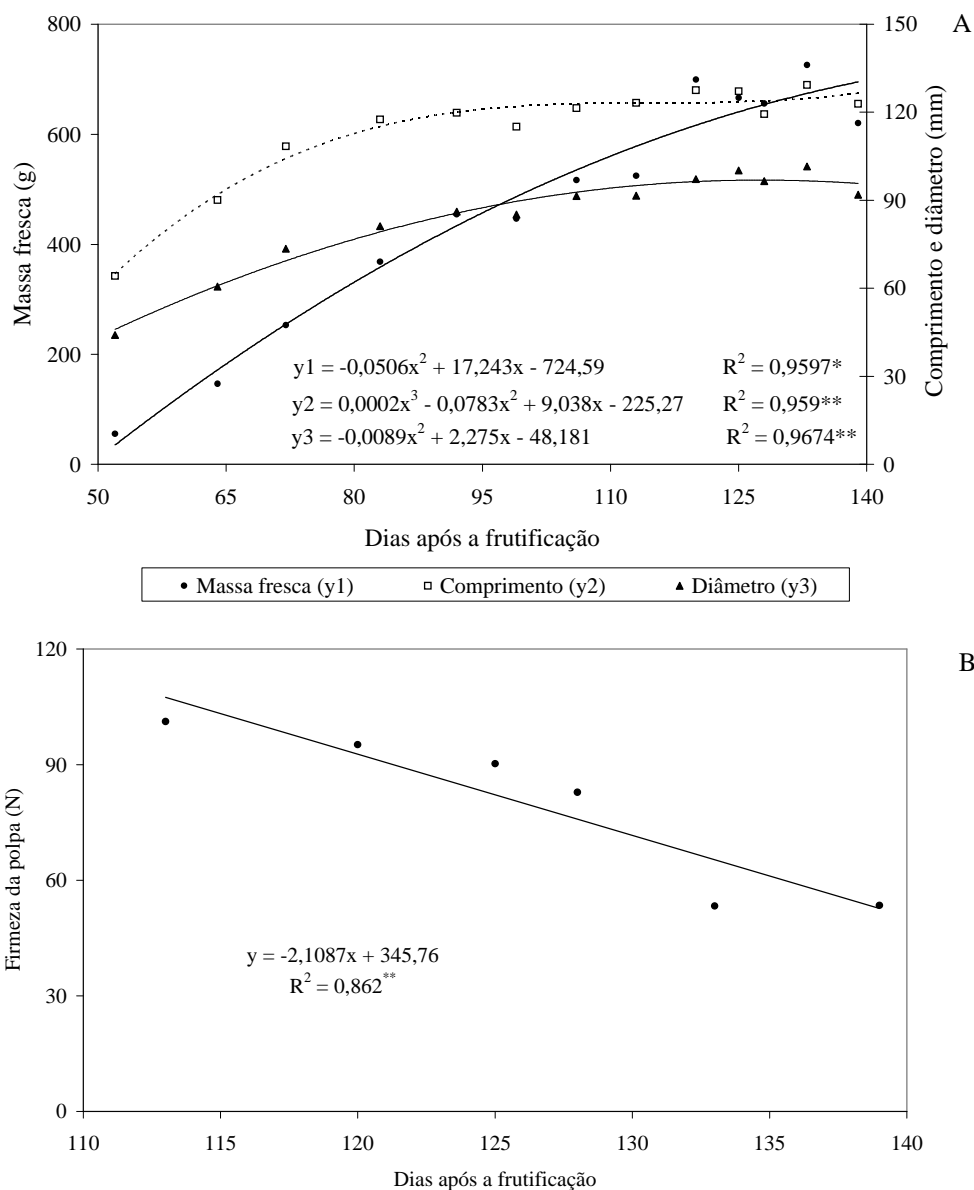 A
800
600
400
200
0
150
120
90
60
30
0
Massa fresca (g)
Comprimento e diâmetro (mm)
y1 = -0,0506x² + 17,243x - 724,59 R² = 0,9597*
y2 = 0,0002x³ - 0,0783x² + 9,038x - 225,27 R² = 0,959**
y3 = -0,0089x² + 2,275x - 48,181 R² = 0,9674**
50 65 80 95 110 125 140
Dias após a frutificação
Massa fresca (y1) Comprimento (y2) Diâmetro (y3)
B
120
90
60
30
0
Firmeza da polpa (N)
y = -2,1087x + 345,76
R² = 0,862**
110 115 120 125 130 135 140
Dias após a frutificação